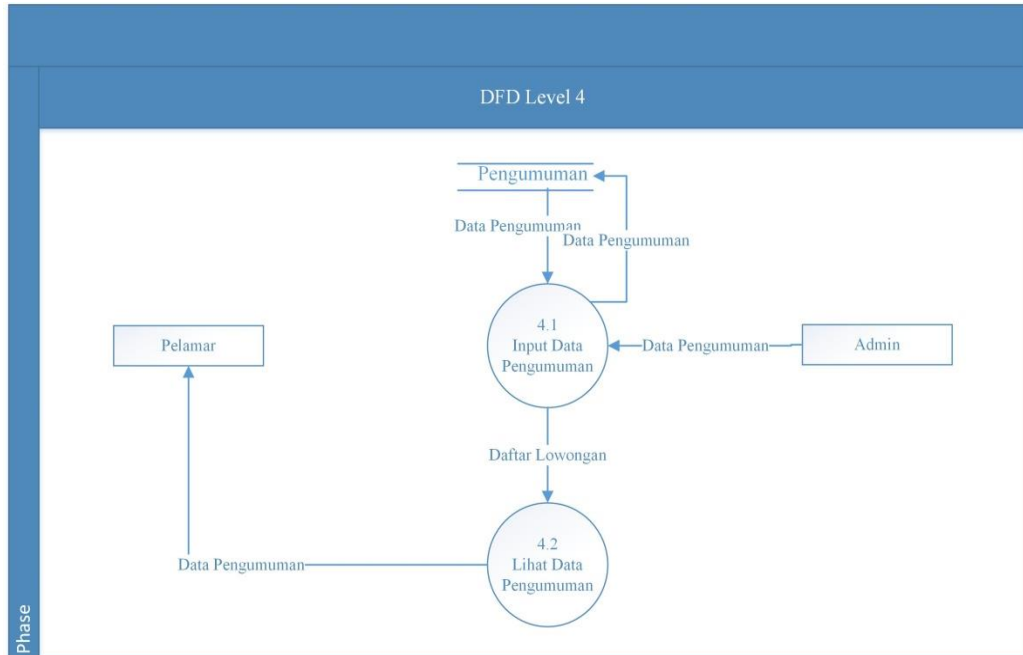 DFD Level 4
Pengumuman
Data Pengumuman
Data Pengumuman
4.1
Input Data
Pengumuman
Pelamar
Data Pengumuman
Admin
Daftar Lowongan
4.2
Lihat Data
Pengumuman
Data Pengumuman
Phase